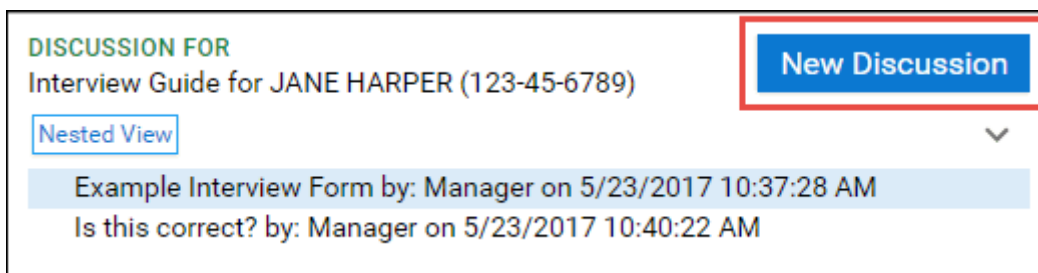 DISCUSSION FOR
New Discussion
Interview Guide for JANE HARPER (123-45-6789)
Nested View
Example Interview Form by: Manager on 5/23/2017 10:37:28 AM
Is this correct? by: Manager on 5/23/2017 10:40:22 AM